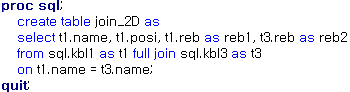 proc sql;
create table join_2D as
select t1.name, t1.posi, t1.reb as reb1, t3.reb as reb2
from sql.kbl1 as t1 full join sql.kbl3 as t3
on t1.name = t3.name;
quit;